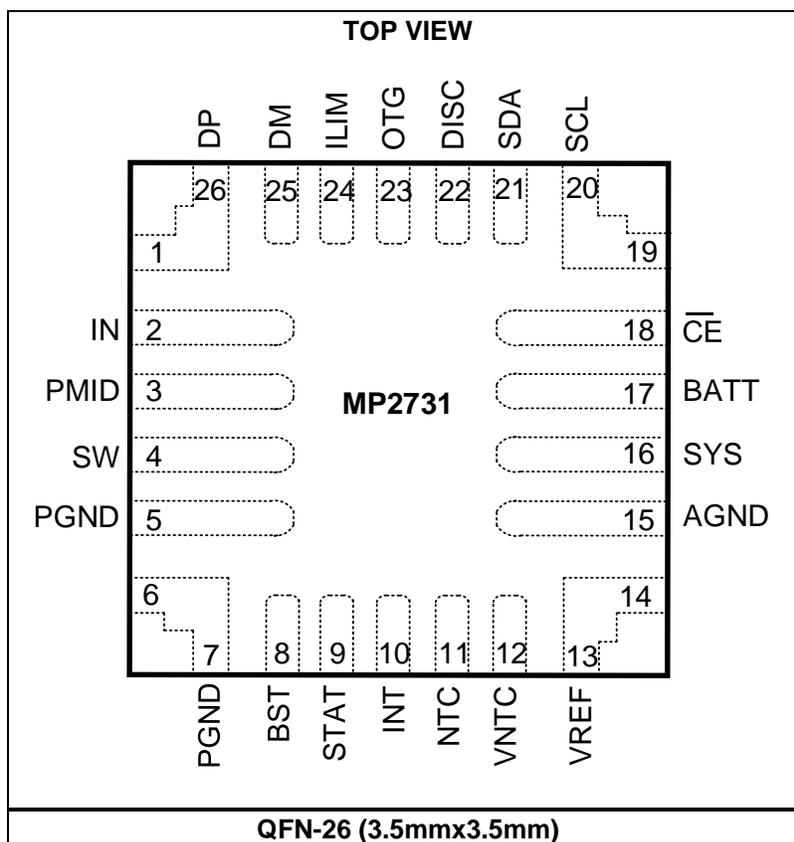 TOP VIEW
DP DM ILIM OTG DISC SDA SCL
26 25 24 23 22 21 20
1 19
IN 2 18 C̅E̅ 
PMID 3 MP2731 17 BATT
SW 4 16 SYS
PGND 5 15 AGND
6 14
7 8 9 10 11 12 13
PGND BST STAT INT NTC VNTC VREF
QFN-26 (3.5mmx3.5mm)